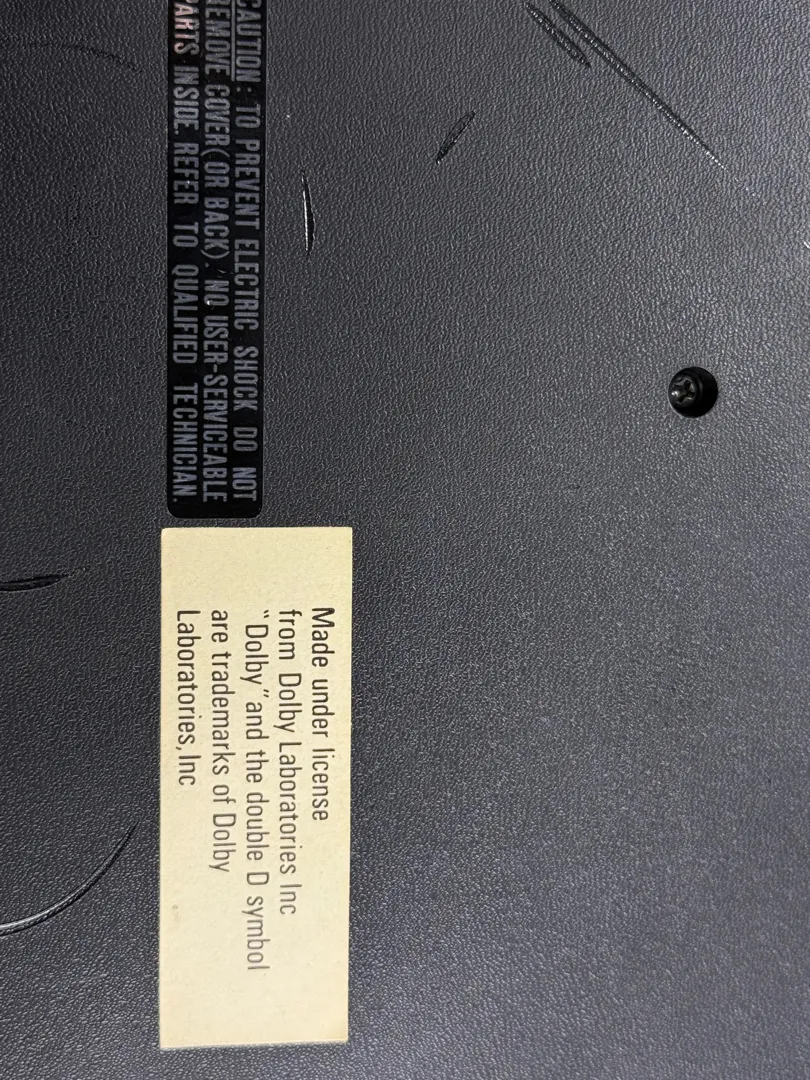 CAUTION: TO PREVENT ELECTRIC SHOCK DO NOT
REMOVE COVER (OR BACK). NO USER-SERVICEABLE
PARTS INSIDE. REFER TO QUALIFIED TECHNICIAN.
Made under license
from Dolby Laboratories Inc
“Dolby” and the double D symbol
are trademarks of Dolby
Laboratories, Inc